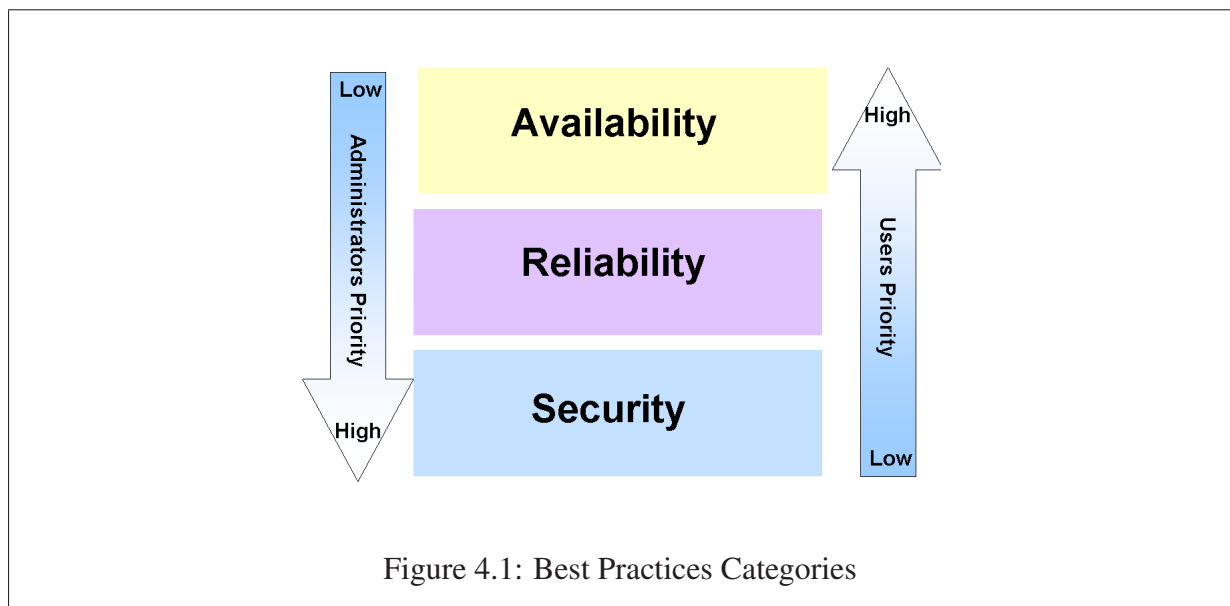 Low
Administrators Priority
High
Availability
Reliability
Security
High
Users Priority
Low
Figure 4.1: Best Practices Categories